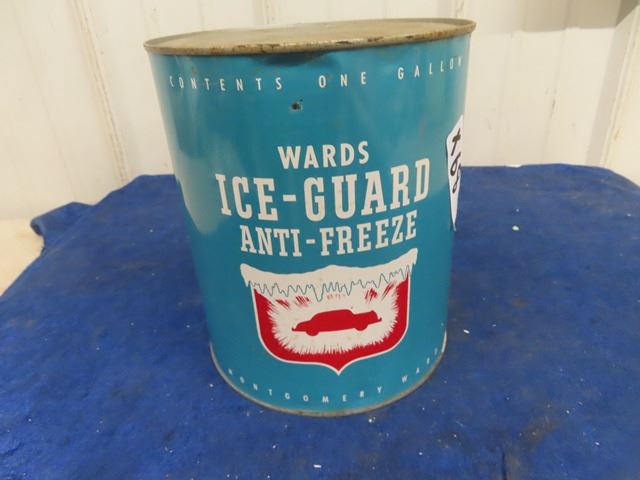 CONTENTS ONE GALLON
WARDS
ICE-GUARD
ANTI-FREEZE
MONTGOMERY WARD